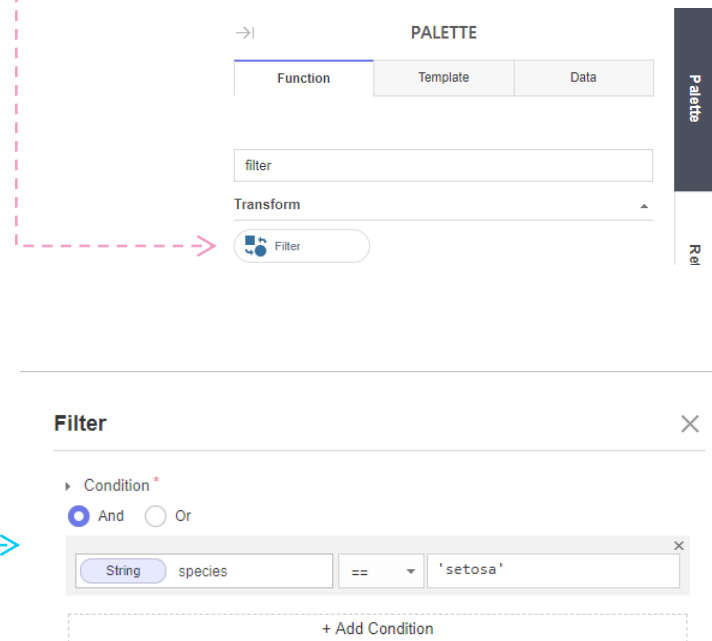 PALETTE
Function Template Data
Palette
filter
Transform
Filter
Filter
Condition *
And Or
String species == 'setosa'
+ Add Condition